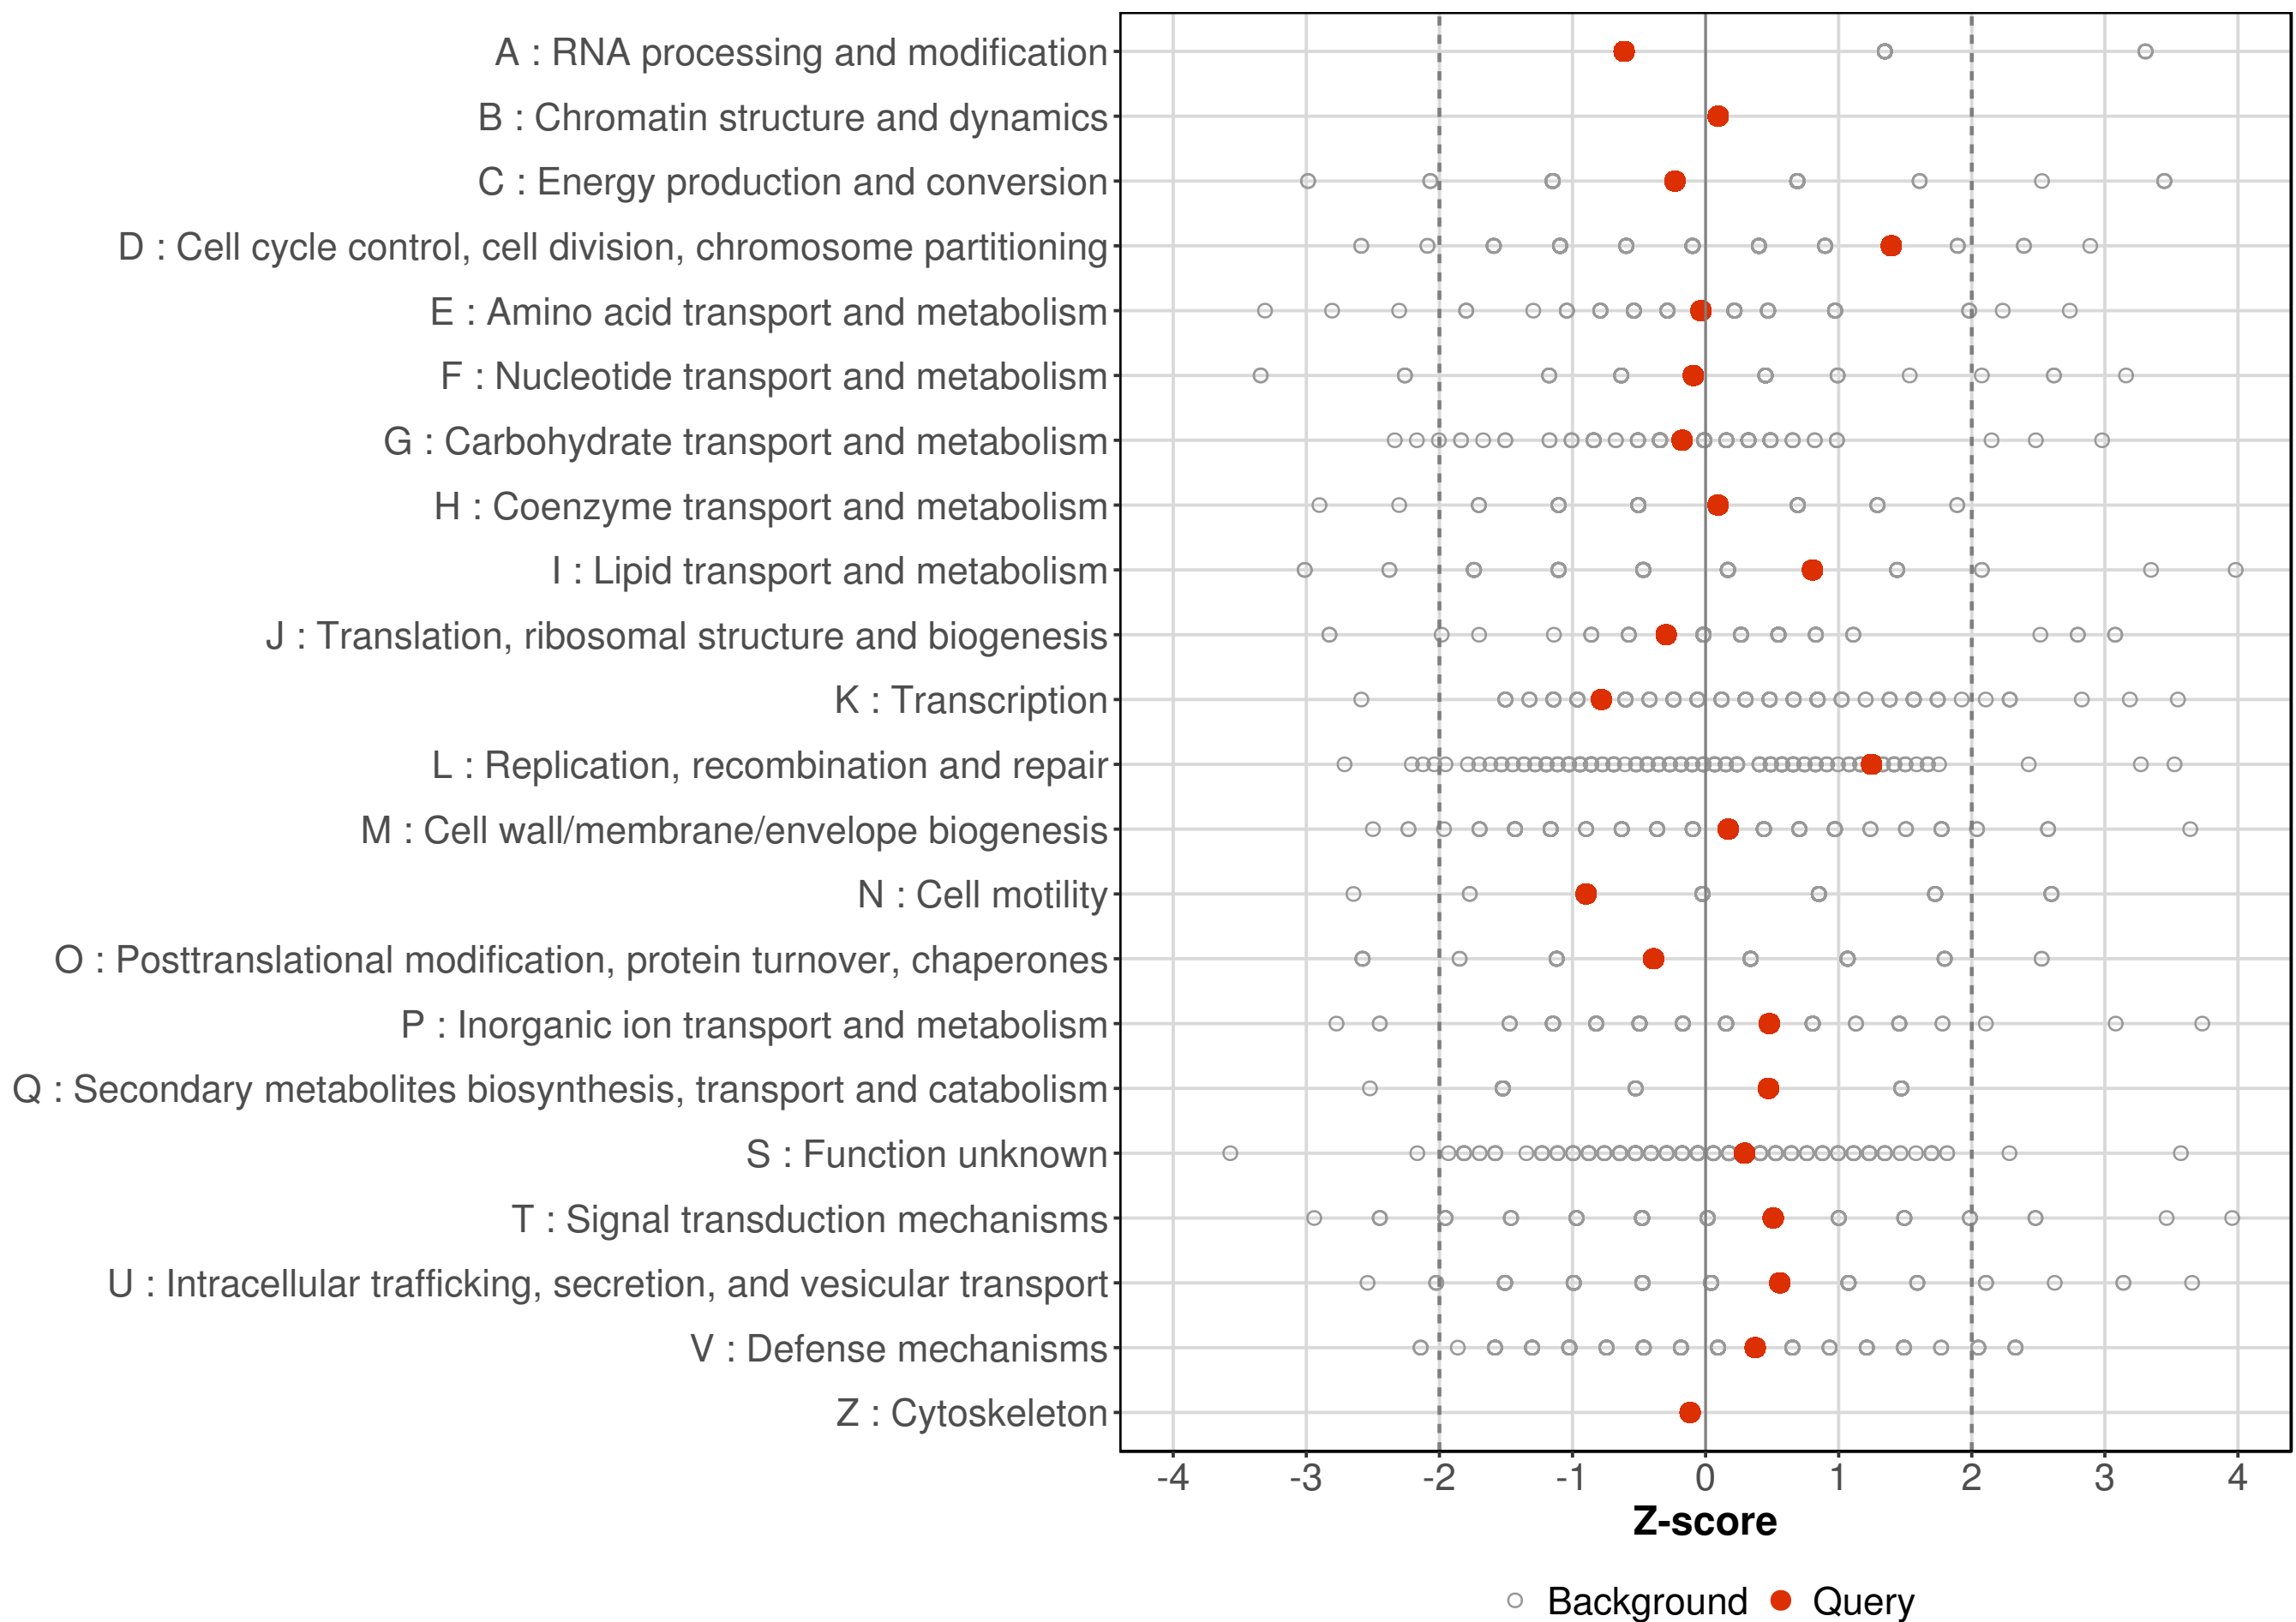 A : RNA processing and modification
B : Chromatin structure and dynamics
C : Energy production and conversion
D : Cell cycle control, cell division, chromosome partitioning
E : Amino acid transport and metabolism
F : Nucleotide transport and metabolism
G : Carbohydrate transport and metabolism
H : Coenzyme transport and metabolism
I : Lipid transport and metabolism
J : Translation, ribosomal structure and biogenesis
K : Transcription
L : Replication, recombination and repair
M : Cell wall/membrane/envelope biogenesis
N : Cell motility
O : Posttranslational modification, protein turnover, chaperones
P : Inorganic ion transport and metabolism
Q : Secondary metabolites biosynthesis, transport and catabolism
S : Function unknown
T : Signal transduction mechanisms
U : Intracellular trafficking, secretion, and vesicular transport
V : Defense mechanisms
Z : Cytoskeleton
-4 -3 -2 -1 0 1 2 3 4
Z-score
Background Query